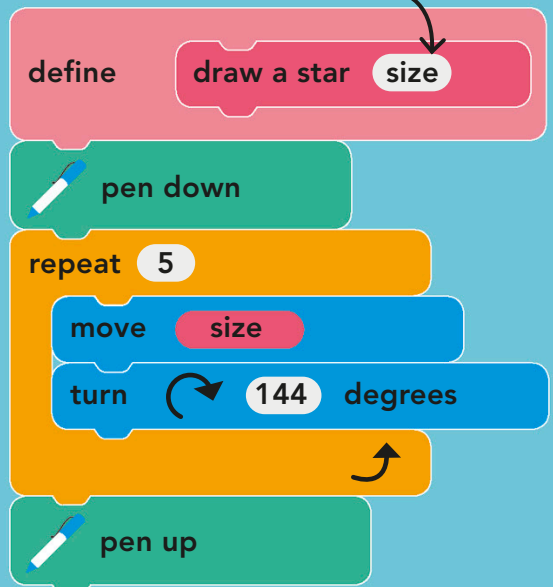 define draw a star size
pen down
repeat 5
move size
turn 144 degrees
pen up